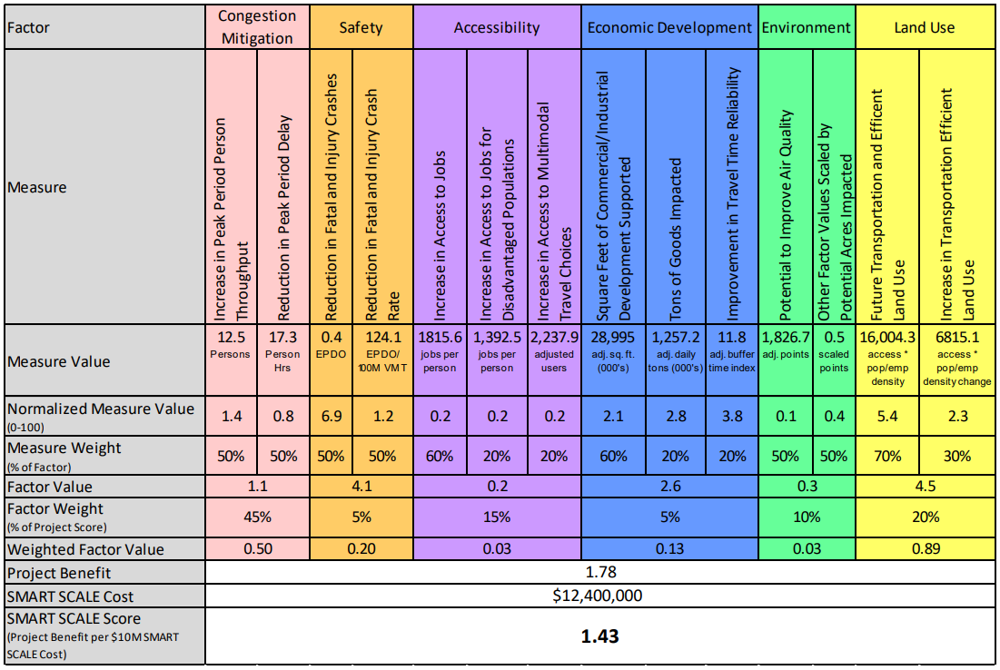 Factor
Congestion
Mitigation
Safety
Accessibility
Economic Development
Environment
Land Use
Measure
Increase in Peak Period Person
Throughput
Reduction in Peak Period Delay
Reduction in Fatal and Injury Crashes
Reduction in Fatal and Injury Crash
Rate
Increase in Access to Jobs
Increase in Access to Jobs for
Disadvantaged Populations
Increase in Access to Multimodal
Travel Choices
Square Feet of Commercial/Industrial
Development Supported
Tons of Goods Impacted
Improvement in Travel Time Reliability
Potential to Improve Air Quality
Other Factor Values Scaled by
Potential Acres Impacted
Future Transportation and Efficent
Land Use
Increase in Transportation Efficient
Land Use
Measure Value
12.5
Persons
17.3
Person
Hrs
0.4
EPDO
124.1
EPDO/
100M VMT
1815.6
jobs per
person
1,392.5
jobs per
person
2,237.9
adjusted
users
28,995
adj. sq. ft.
(000's)
1,257.2
adj. daily
tons (000's)
11.8
adj. buffer
time index
1,826.7
adj. points
0.5
scaled
points
16,004.3
access *
pop/emp
density
6815.1
access *
pop/emp
density change
Normalized Measure Value
(0-100)
1.4 0.8 6.9 1.2 0.2 0.2 0.2 2.1 2.8 3.8 0.1 0.4 5.4 2.3
Measure Weight
(% of Factor)
50% 50% 50% 50% 60% 20% 20% 60% 20% 20% 50% 50% 70% 30%
Factor Value 1.1 4.1 0.2 2.6 0.3 4.5
Factor Weight
(% of Project Score)
45% 5% 15% 5% 10% 20%
Weighted Factor Value 0.50 0.20 0.03 0.13 0.03 0.89
Project Benefit 1.78
SMART SCALE Cost $12,400,000
SMART SCALE Score
(Project Benefit per $10M SMART
SCALE Cost)
1.43